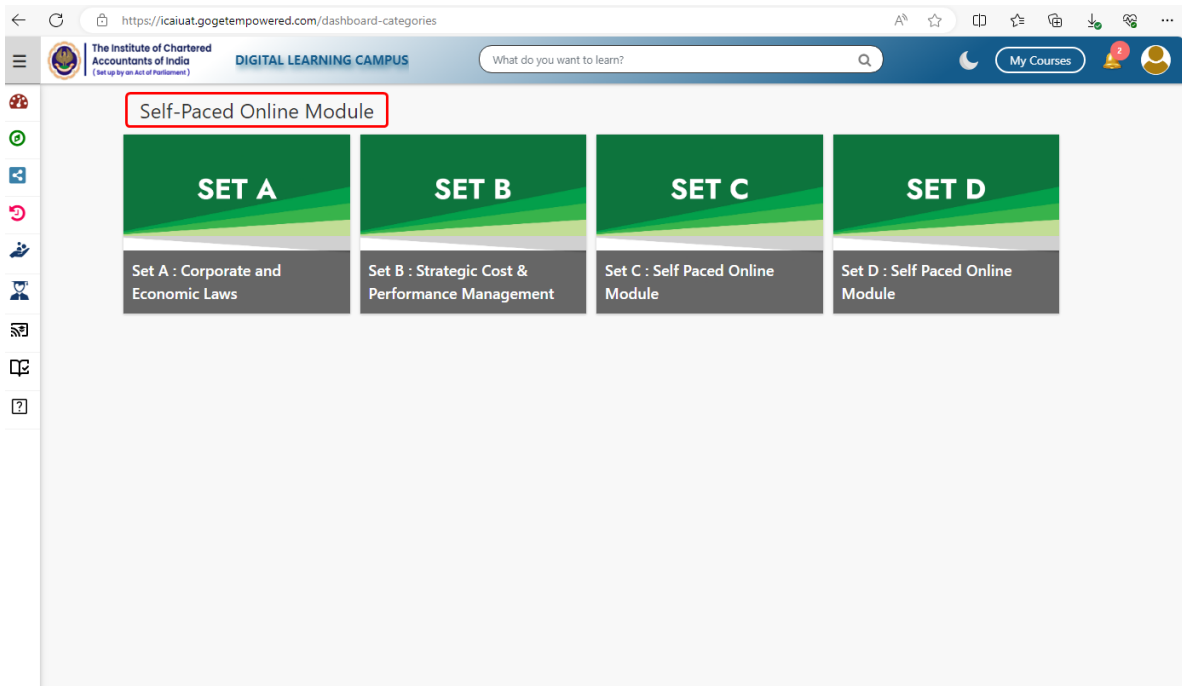 https://icaiuat.gogetempowered.com/dashboard-categories
The Institute of Chartered
Accountants of India
( Set up by an Act of Parliament )
DIGITAL LEARNING CAMPUS
What do you want to learn?
My Courses
2
Self-Paced Online Module
SET A
SET B
SET C
SET D
Set A : Corporate and
Economic Laws
Set B : Strategic Cost &
Performance Management
Set C : Self Paced Online
Module
Set D : Self Paced Online
Module